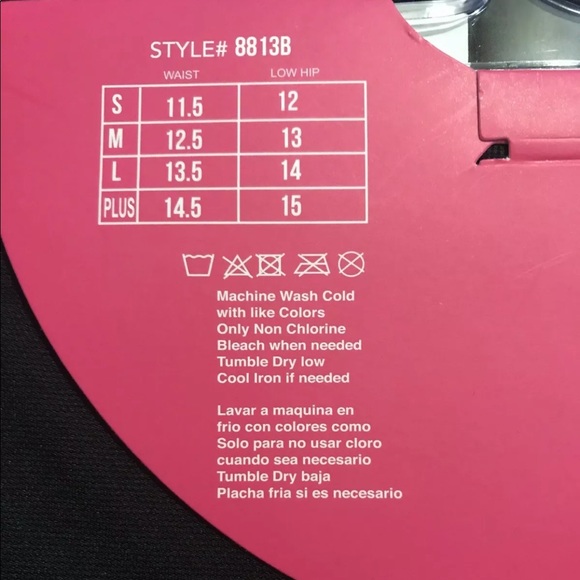 STYLE# 8813B
WAIST LOW HIP
S 11.5 12
M 12.5 13
L 13.5 14
PLUS 14.5 15
Machine Wash Cold
with like Colors
Only Non Chlorine
Bleach when needed
Tumble Dry low
Cool Iron if needed
Lavar a maquina en
frio con colores como
Solo para no usar cloro
cuando sea necesario
Tumble Dry baja
Placha fria si es necesario